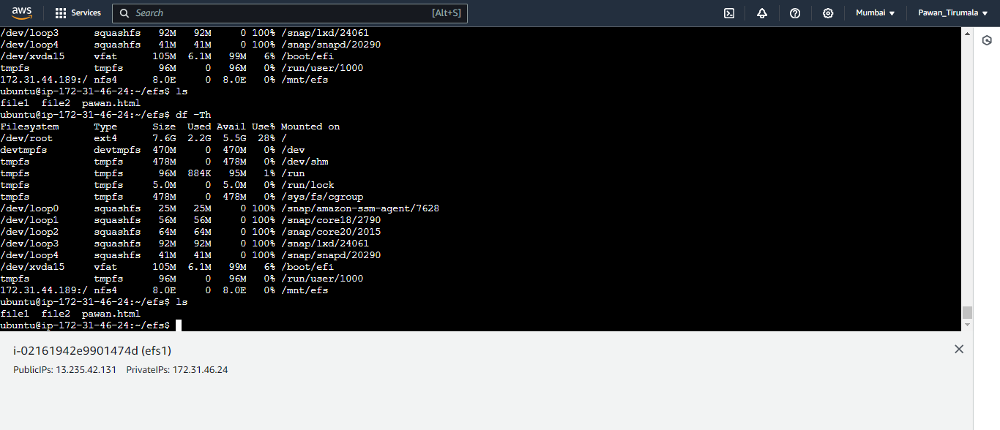 aws Services Search [Alt+S] Mumbai ▼ Pawan_Tirumala ▼
/dev/loop3 squashfs 92M 92M 0 100% /snap/lxd/24061
/dev/loop4 squashfs 41M 41M 0 100% /snap/snapd/20290
/dev/xvda15 vfat 105M 6.1M 99M 6% /boot/efi
tmpfs tmpfs 96M 0 96M 0% /run/user/1000
172.31.44.189:/ nfs4 8.0E 0 8.0E 0% /mnt/efs
ubuntu@ip-172-31-46-24:~/efs$ ls
file1 file2 pawan.html
ubuntu@ip-172-31-46-24:~/efs$ df -Th
Filesystem Type Size Used Avail Use% Mounted on
/dev/root ext4 7.6G 2.2G 5.5G 28% /
devtmpfs devtmpfs 470M 0 470M 0% /dev
tmpfs tmpfs 478M 0 478M 0% /dev/shm
tmpfs tmpfs 96M 884K 95M 1% /run
tmpfs tmpfs 5.0M 0 5.0M 0% /run/lock
tmpfs tmpfs 478M 0 478M 0% /sys/fs/cgroup
/dev/loop0 squashfs 25M 25M 0 100% /snap/amazon-ssm-agent/7628
/dev/loop1 squashfs 56M 56M 0 100% /snap/core18/2790
/dev/loop2 squashfs 64M 64M 0 100% /snap/core20/2015
/dev/loop3 squashfs 92M 92M 0 100% /snap/lxd/24061
/dev/loop4 squashfs 41M 41M 0 100% /snap/snapd/20290
/dev/xvda15 vfat 105M 6.1M 99M 6% /boot/efi
tmpfs tmpfs 96M 0 96M 0% /run/user/1000
172.31.44.189:/ nfs4 8.0E 0 8.0E 0% /mnt/efs
ubuntu@ip-172-31-46-24:~/efs$ ls
file1 file2 pawan.html
ubuntu@ip-172-31-46-24:~/efs$
i-02161942e9901474d (efs1)
PublicIPs: 13.235.42.131 PrivateIPs: 172.31.46.24